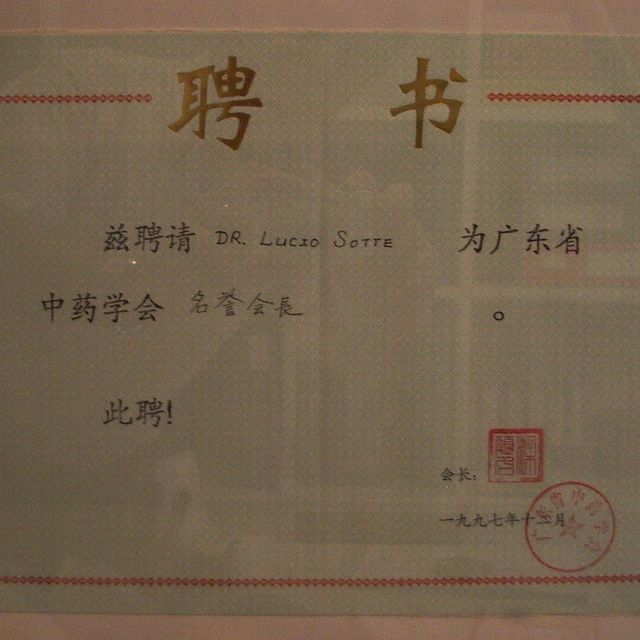 聘 书
兹聘请 DR. LUCIO SOTTE 为广东省
中药学会 名誉会長 。
此聘!
会长:
一九九七年十二月